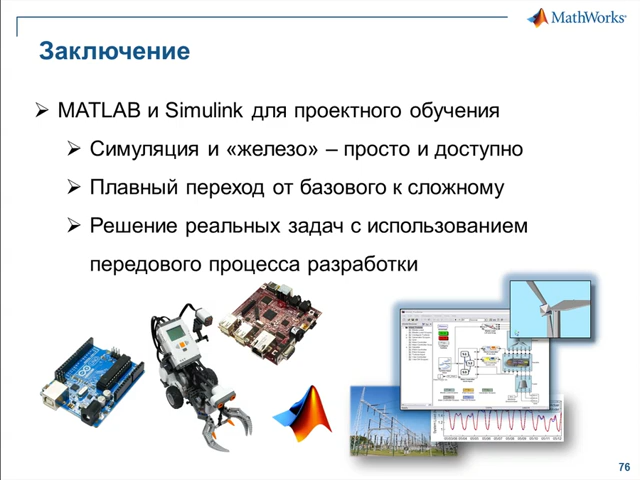 MathWorks
Заключение
MATLAB и Simulink для проектного обучения
Симуляция и «железо» – просто и доступно
Плавный переход от базового к сложному
Решение реальных задач с использованием
передового процесса разработки
76